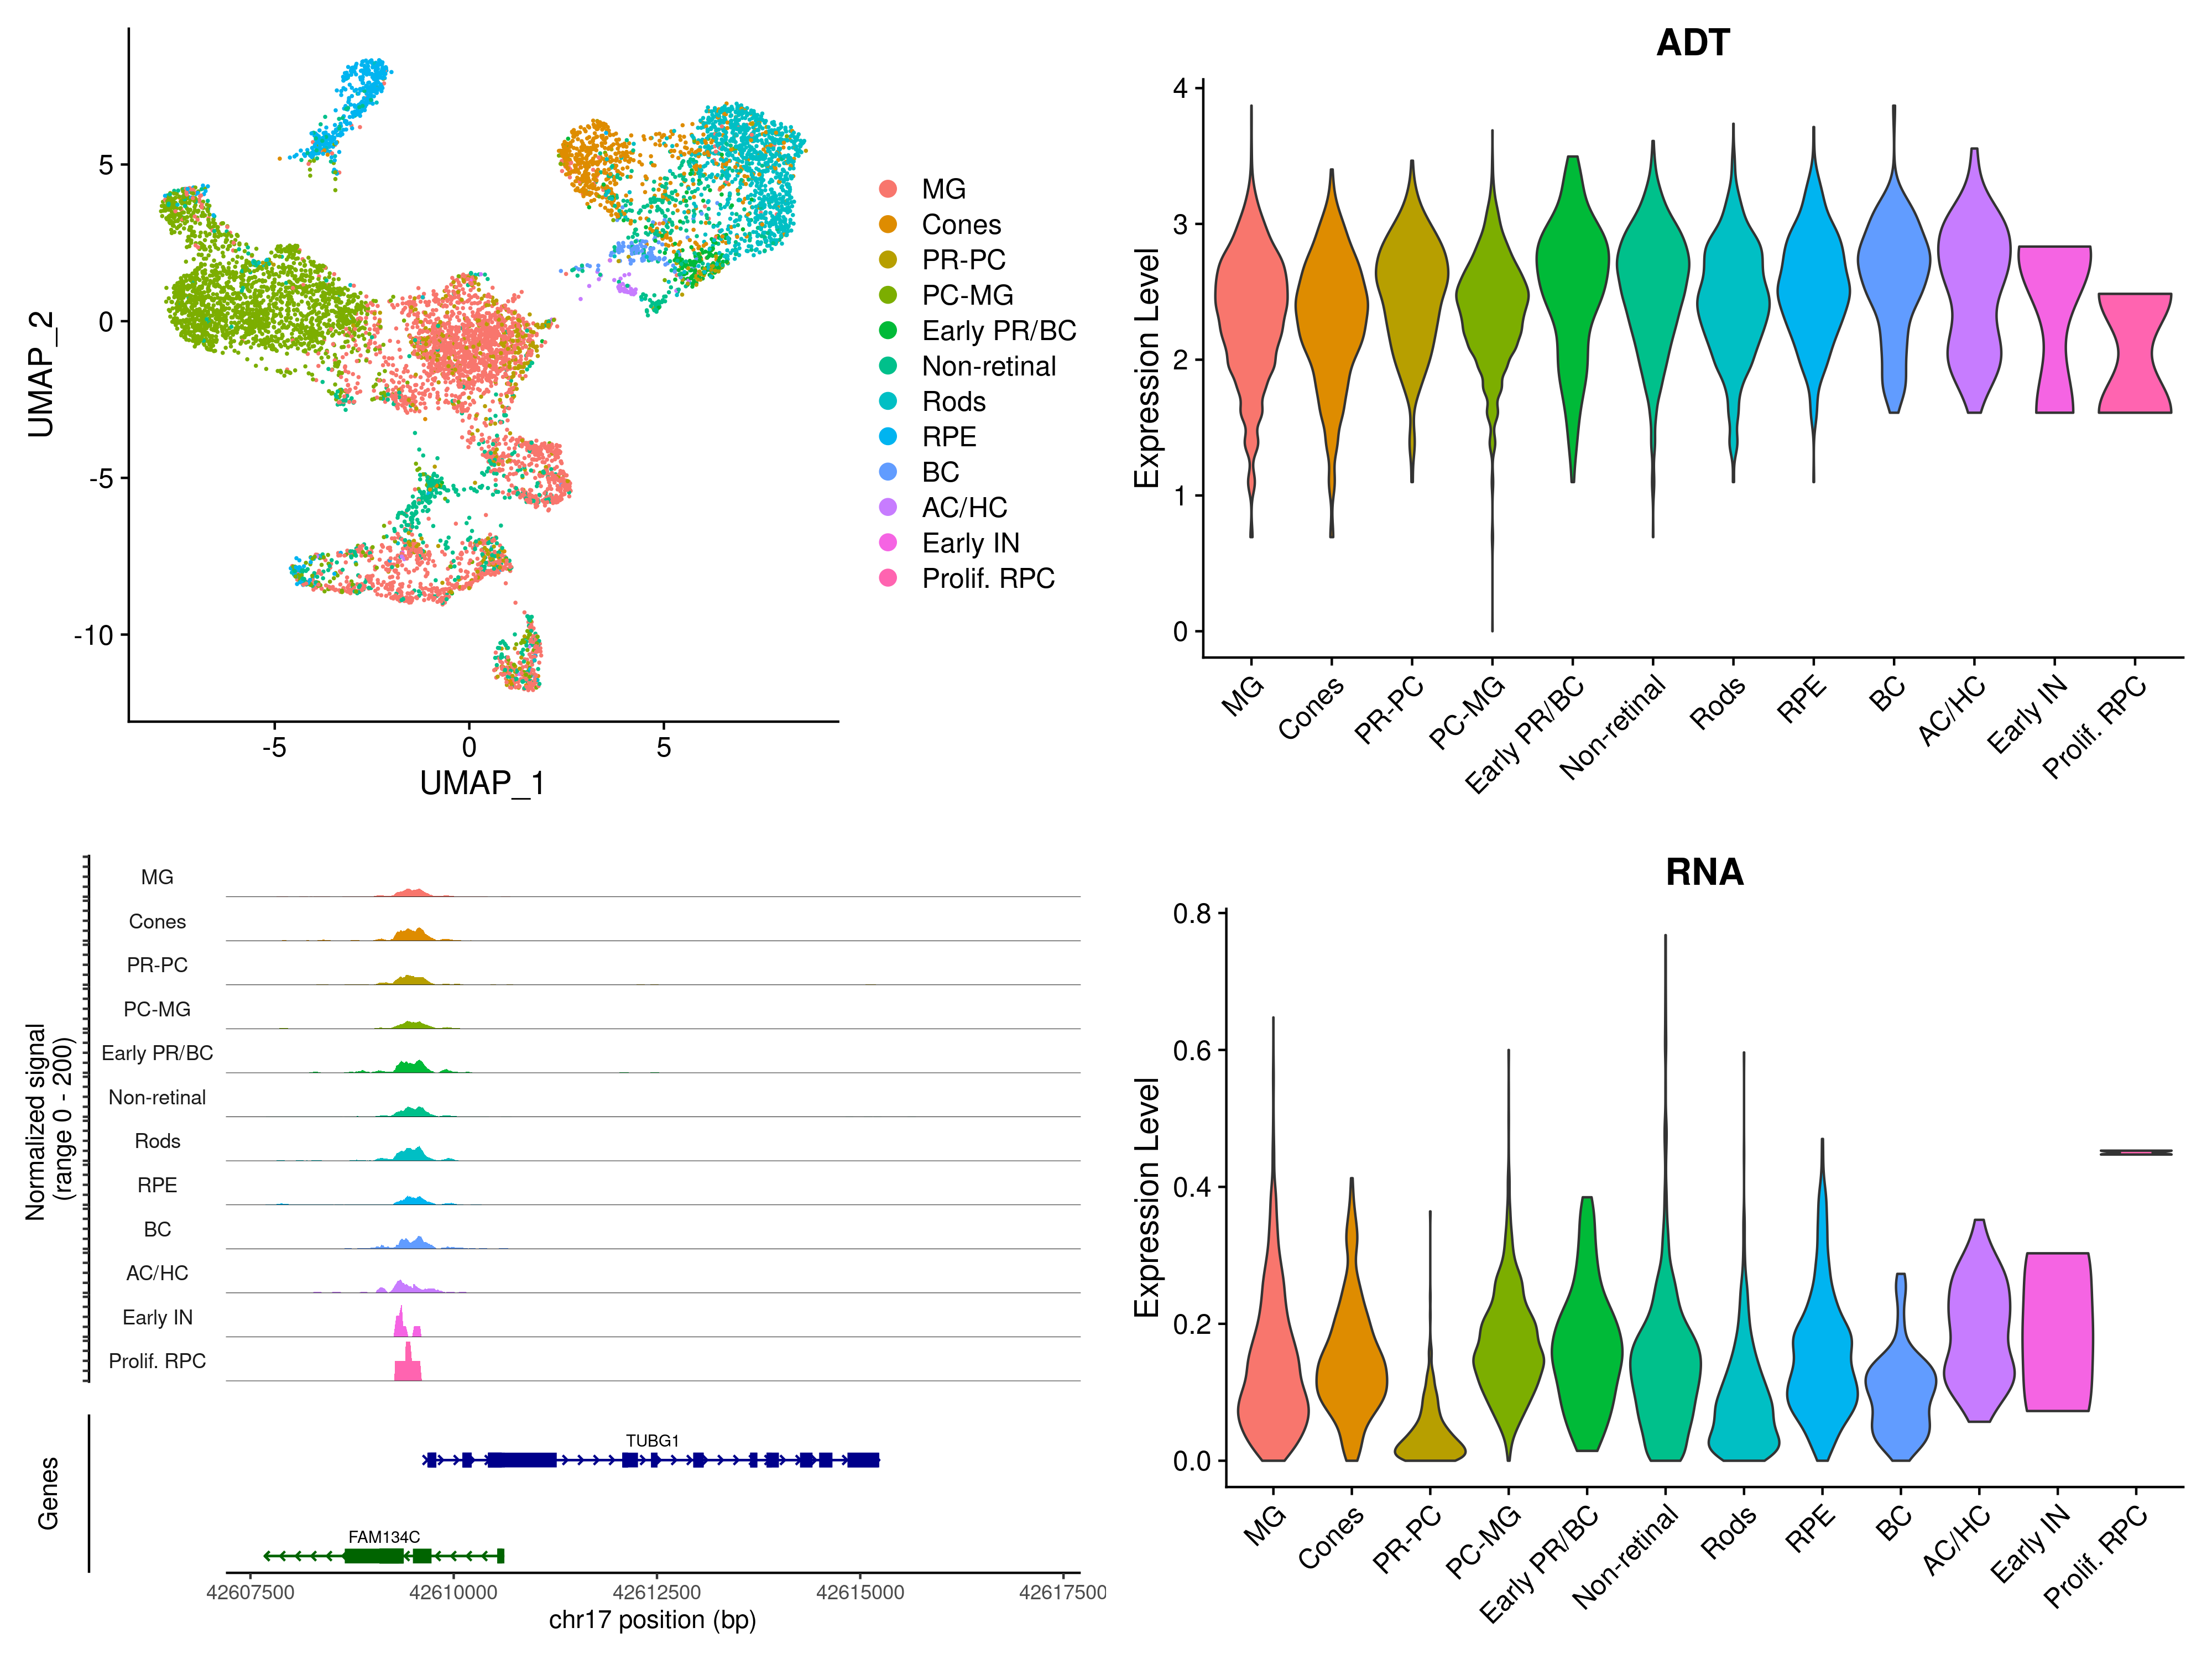 UMAP_2
5
0
-5
-10
-5
0
5
UMAP_1
MG
Cones
PR-PC
PC-MG
Early PR/BC
Non-retinal
Rods
RPE
BC
AC/HC
Early IN
Prolif. RPC
ADT
Expression Level
4
3
2
1
0
MG
Cones
PR-PC
PC-MG
Early PR/BC
Non-retinal
Rods
RPE
BC
AC/HC
Early IN
Prolif. RPC
Normalized signal
(range 0 - 200)
MG
Cones
PR-PC
PC-MG
Early PR/BC
Non-retinal
Rods
RPE
BC
AC/HC
Early IN
Prolif. RPC
Genes
TUBG1
FAM134C
42607500
42610000
42612500
42615000
42617500
chr17 position (bp)
RNA
Expression Level
0.8
0.6
0.4
0.2
0.0
MG
Cones
PR-PC
PC-MG
Early PR/BC
Non-retinal
Rods
RPE
BC
AC/HC
Early IN
Prolif. RPC